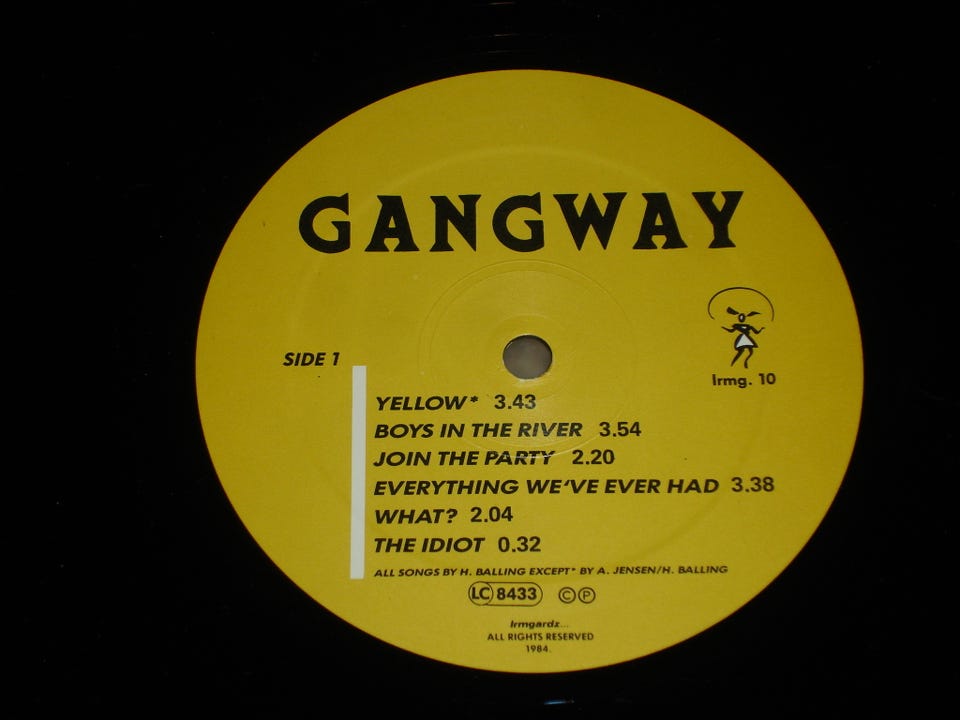 GANGWAY
SIDE 1
Irmg. 10
YELLOW* 3.43
BOYS IN THE RIVER 3.54
JOIN THE PARTY 2.20
EVERYTHING WE'VE EVER HAD 3.38
WHAT? 2.04
THE IDIOT 0.32
ALL SONGS BY H. BALLING EXCEPT* BY A. JENSEN/H. BALLING
LC 8433 © ℗
Irmgardz...
ALL RIGHTS RESERVED
1984.